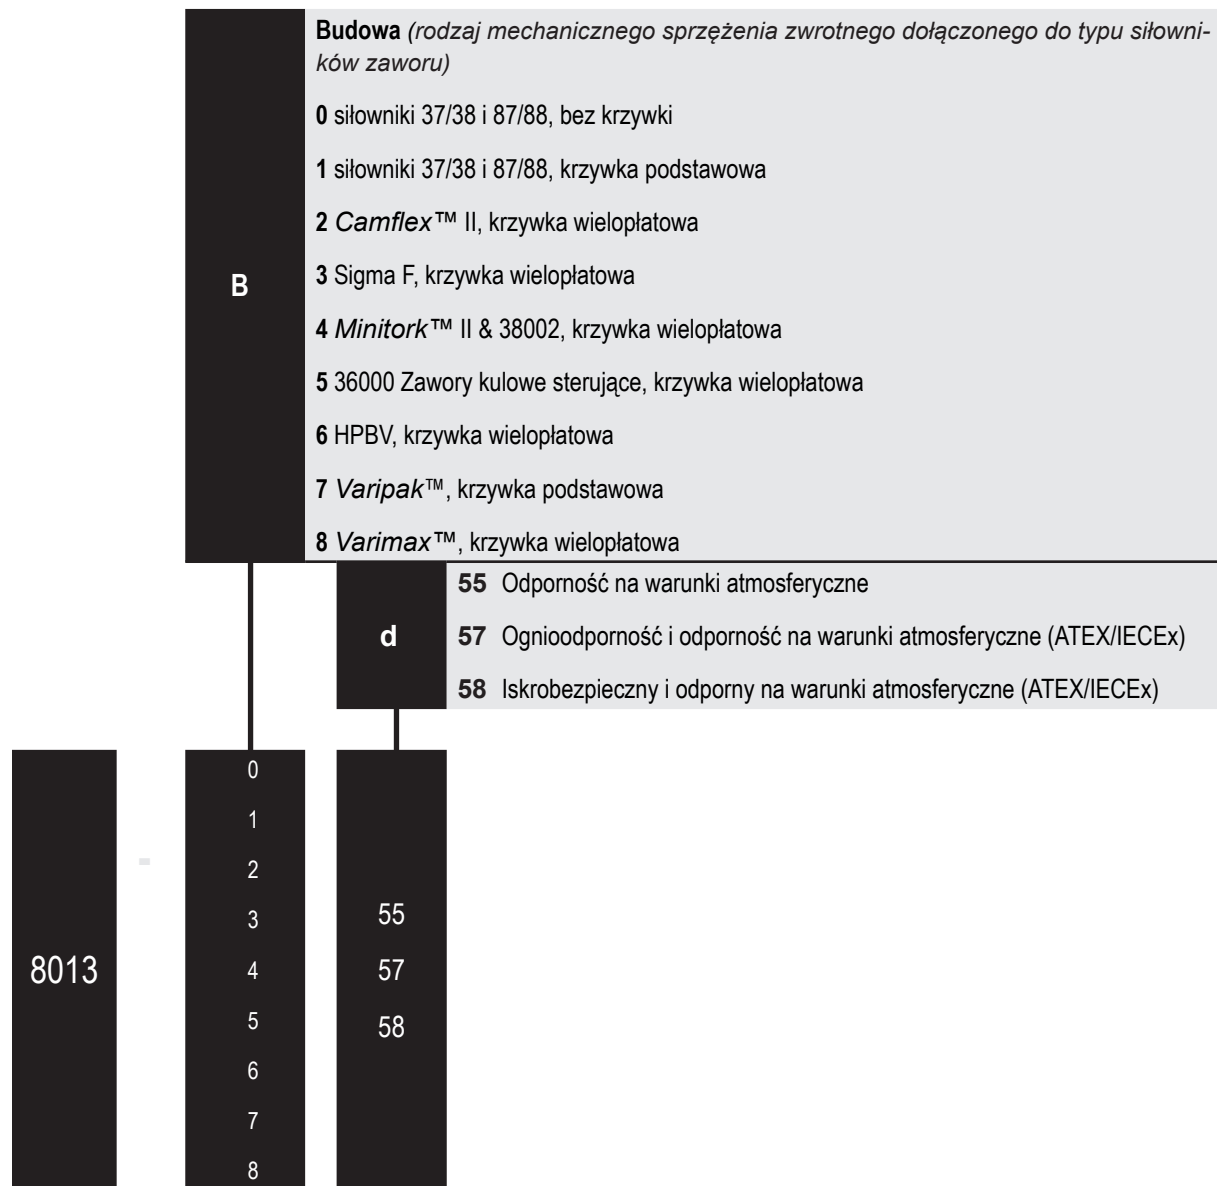 Budowa (rodzaj mechanicznego sprzężenia zwrotnego dołączonego do typu siłowni-
ków zaworu)
0 siłowniki 37/38 i 87/88, bez krzywki
1 siłowniki 37/38 i 87/88, krzywka podstawowa
2 Camflex™ II, krzywka wielopłatowa
B
3 Sigma F, krzywka wielopłatowa
4 Minitork™ II & 38002, krzywka wielopłatowa
5 36000 Zawory kulowe sterujące, krzywka wielopłatowa
6 HPBV, krzywka wielopłatowa
7 Varipak™, krzywka podstawowa
8 Varimax™, krzywka wielopłatowa
d
55 Odporność na warunki atmosferyczne
57 Ognioodporność i odporność na warunki atmosferyczne (ATEX/IECEx)
58 Iskrobezpieczny i odporny na warunki atmosferyczne (ATEX/IECEx)
8013
-
0
1
2
3
4
5
6
7
8
55
57
58